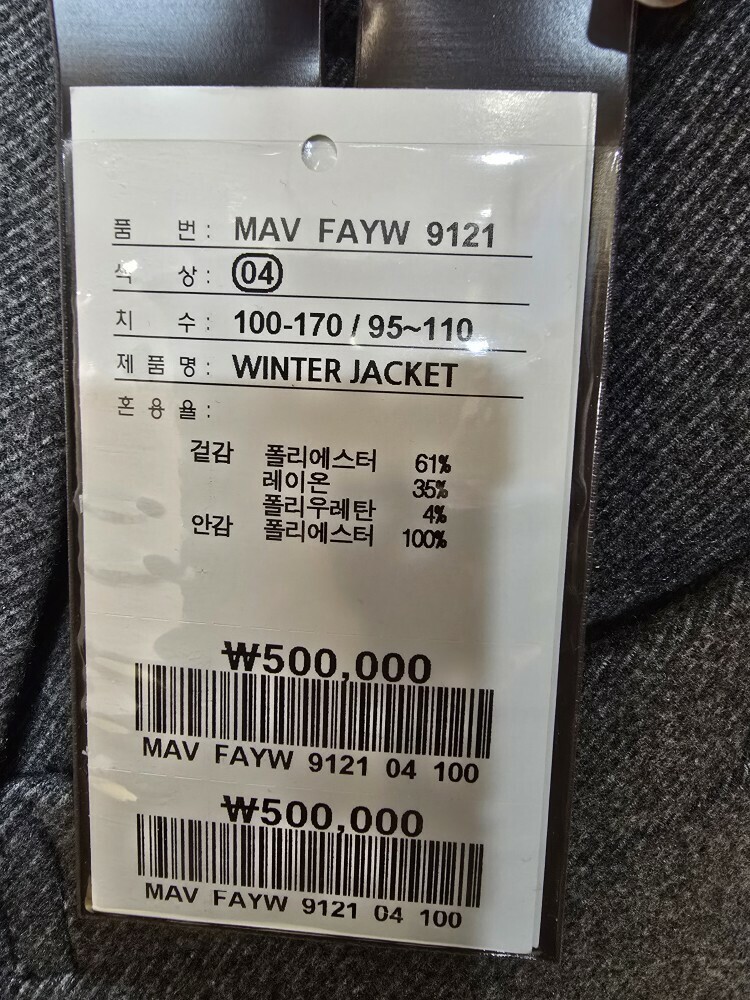 품 번 : MAV FAYW 9121
색 상 : 04
치 수 : 100-170 / 95~110
제 품 명 : WINTER JACKET
혼 용 율 :
겉감 폴리에스터 61%
레이온 35%
폴리우레탄 4%
안감 폴리에스터 100%
₩500,000
MAV FAYW 9121 04 100
₩500,000
MAV FAYW 9121 04 100